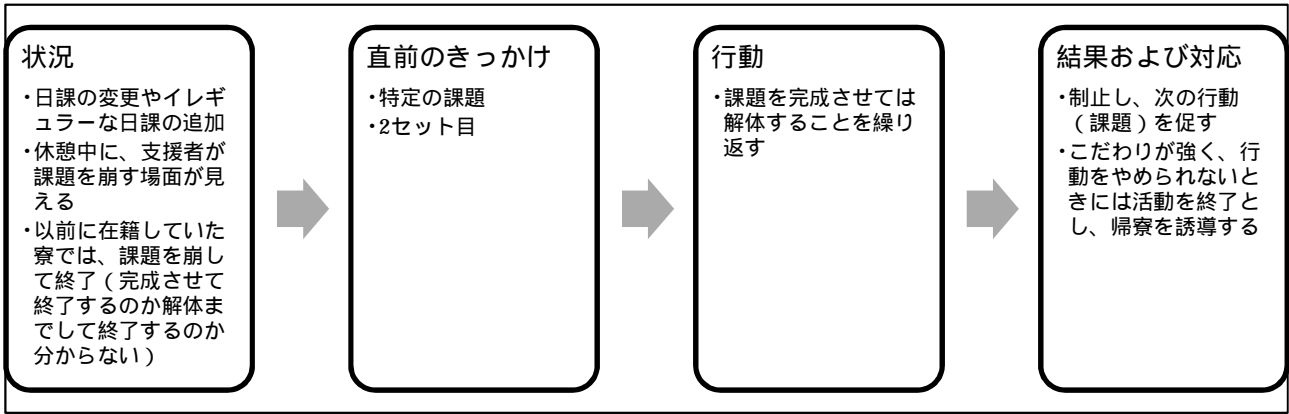 状況
・日課の変更やイレギ
ュラーな日課の追加
・休憩中に、支援者が
課題を崩す場面が見
える
・以前に在籍していた
寮では、課題を崩し
て終了(完成させて
終了するのか解体ま
でして終了するのか
分からない)
直前のきっかけ
・特定の課題
・2セット目
行動
・課題を完成させては
解体することを繰り
返す
結果および対応
・制止し、次の行動
(課題)を促す
・こだわりが強く、行
動をやめられないと
きには活動を終了と
し、帰寮を誘導する